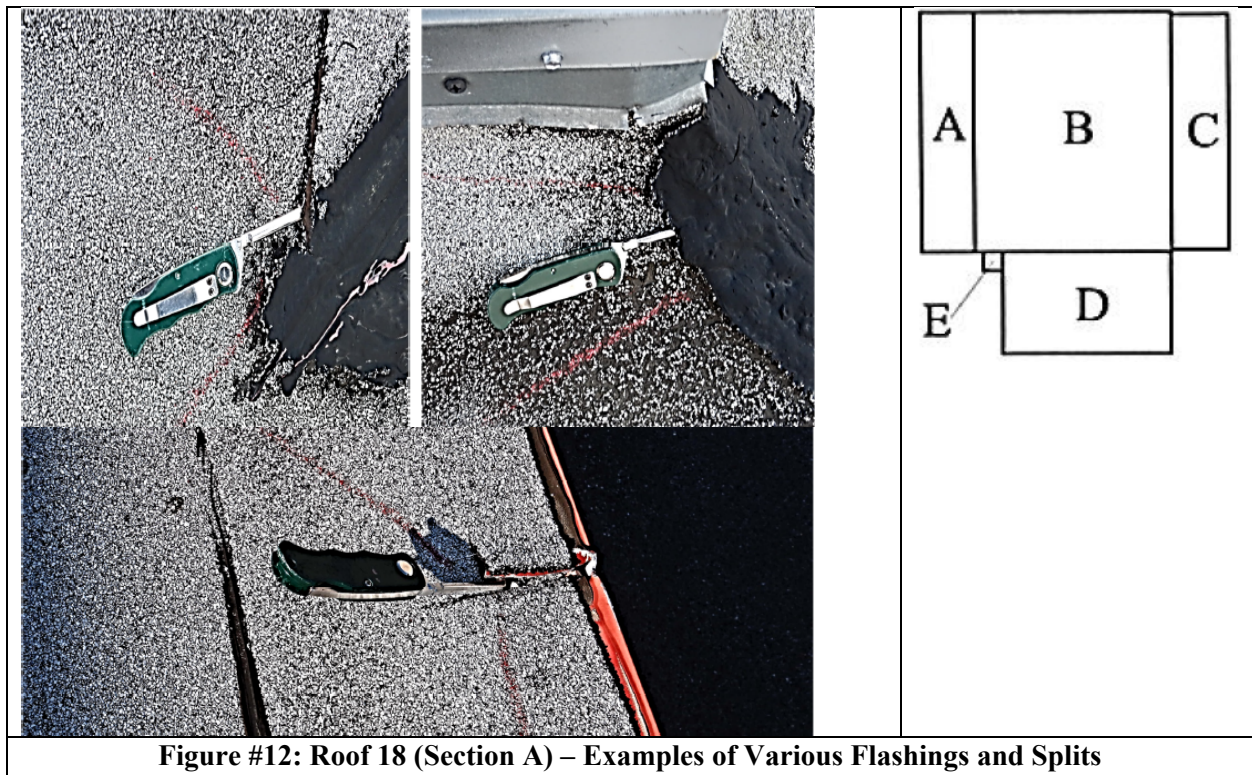 A B C
E D
Figure #12: Roof 18 (Section A) – Examples of Various Flashings and Splits